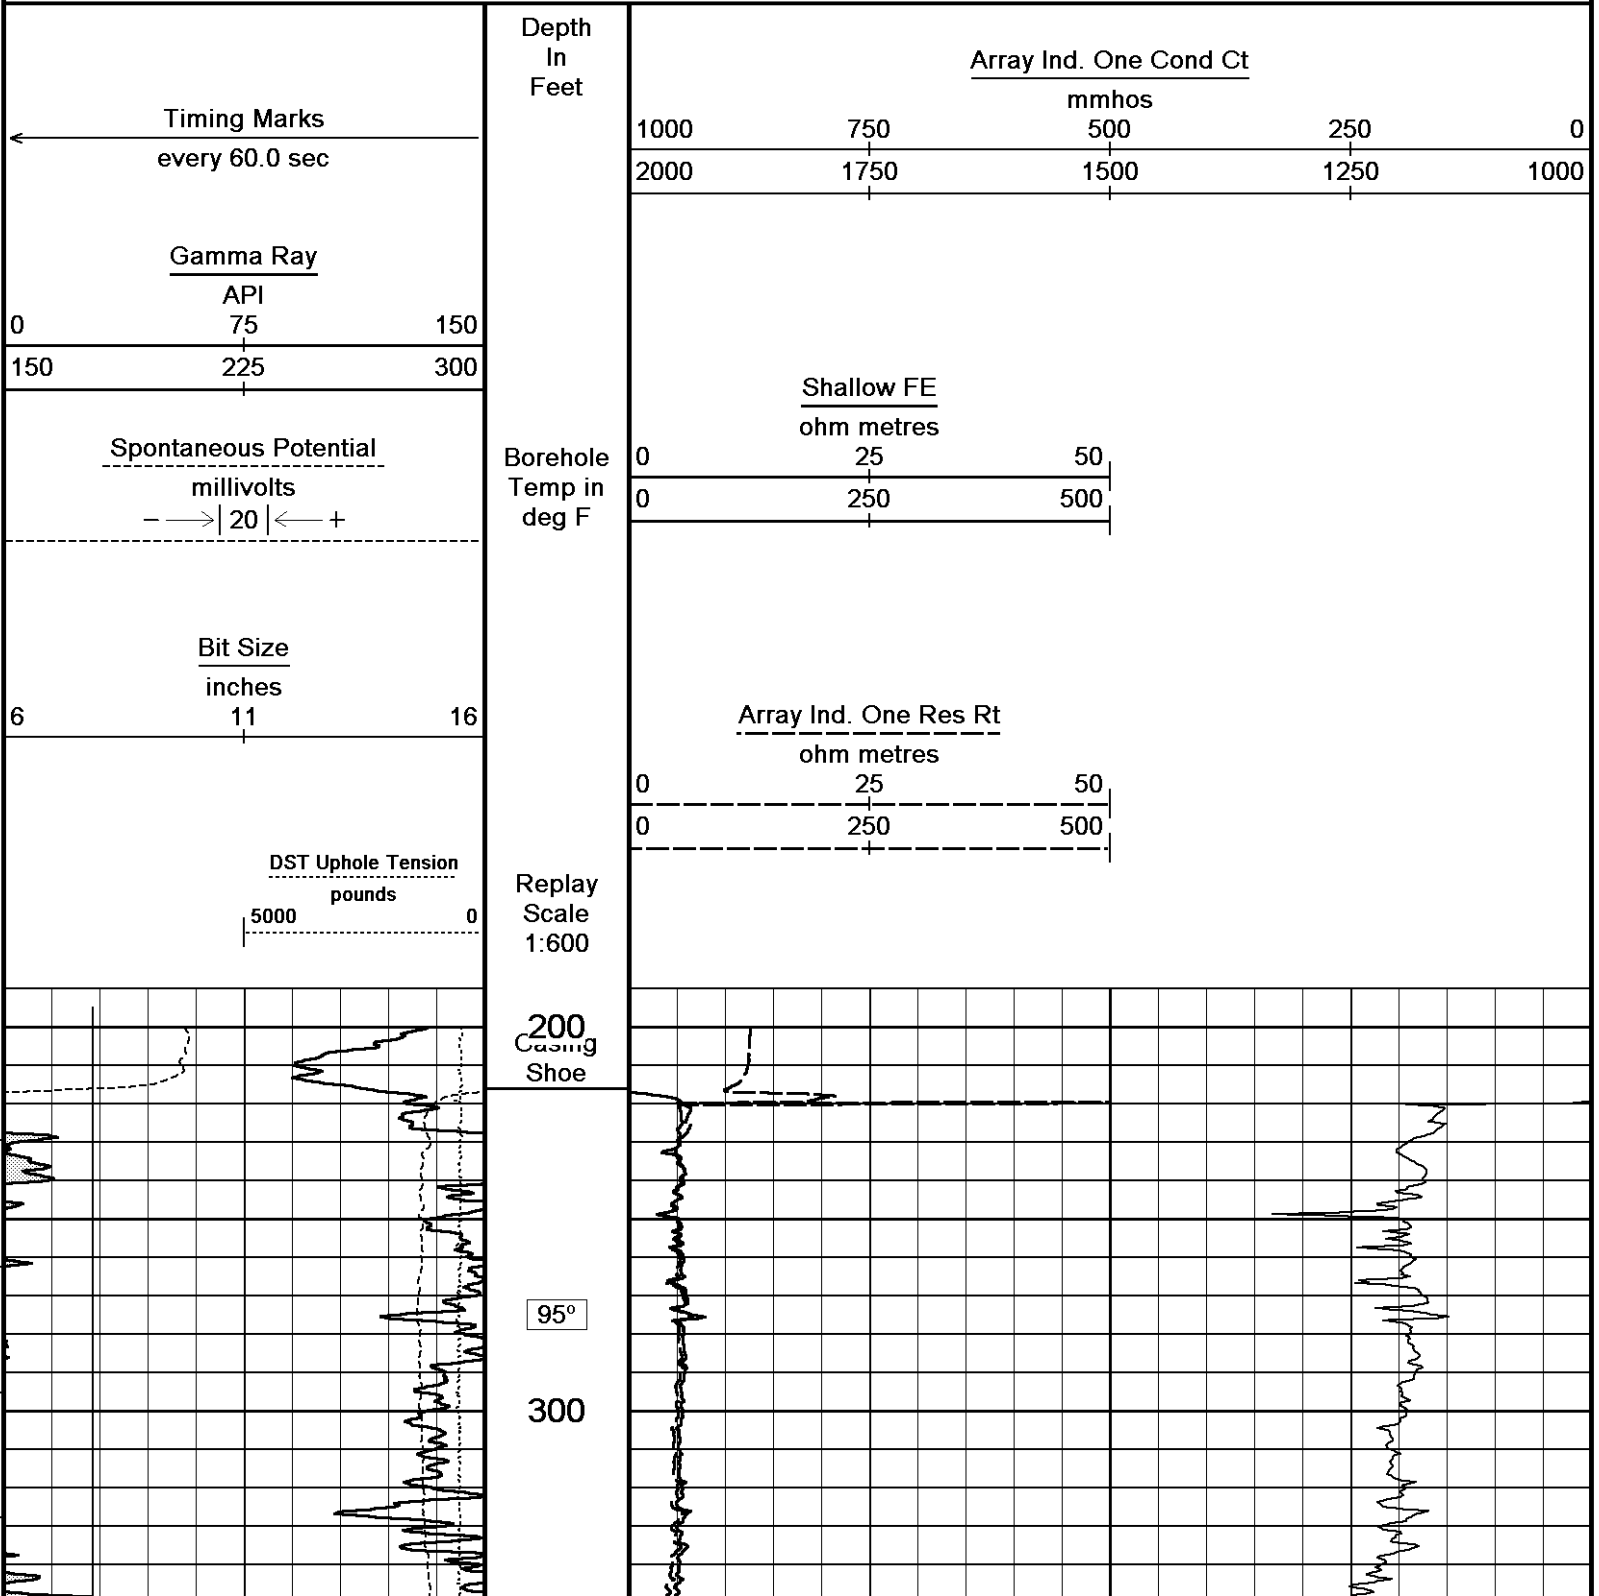 Timing Marks
every 60.0 sec
Gamma Ray
API
0 75 150
150 225 300
Spontaneous Potential
millivolts
− 20 +
Bit Size
inches
6 11 16
DST Uphole Tension
pounds
5000 0
Depth
In
Feet
Borehole
Temp in
deg F
Replay
Scale
1:600
Array Ind. One Cond Ct
mmhos
1000 750 500 250 0
2000 1750 1500 1250 1000
Shallow FE
ohm metres
0 25 50
0 250 500
Array Ind. One Res Rt
ohm metres
0 25 50
0 250 500
200
Casing
Shoe
95º
300